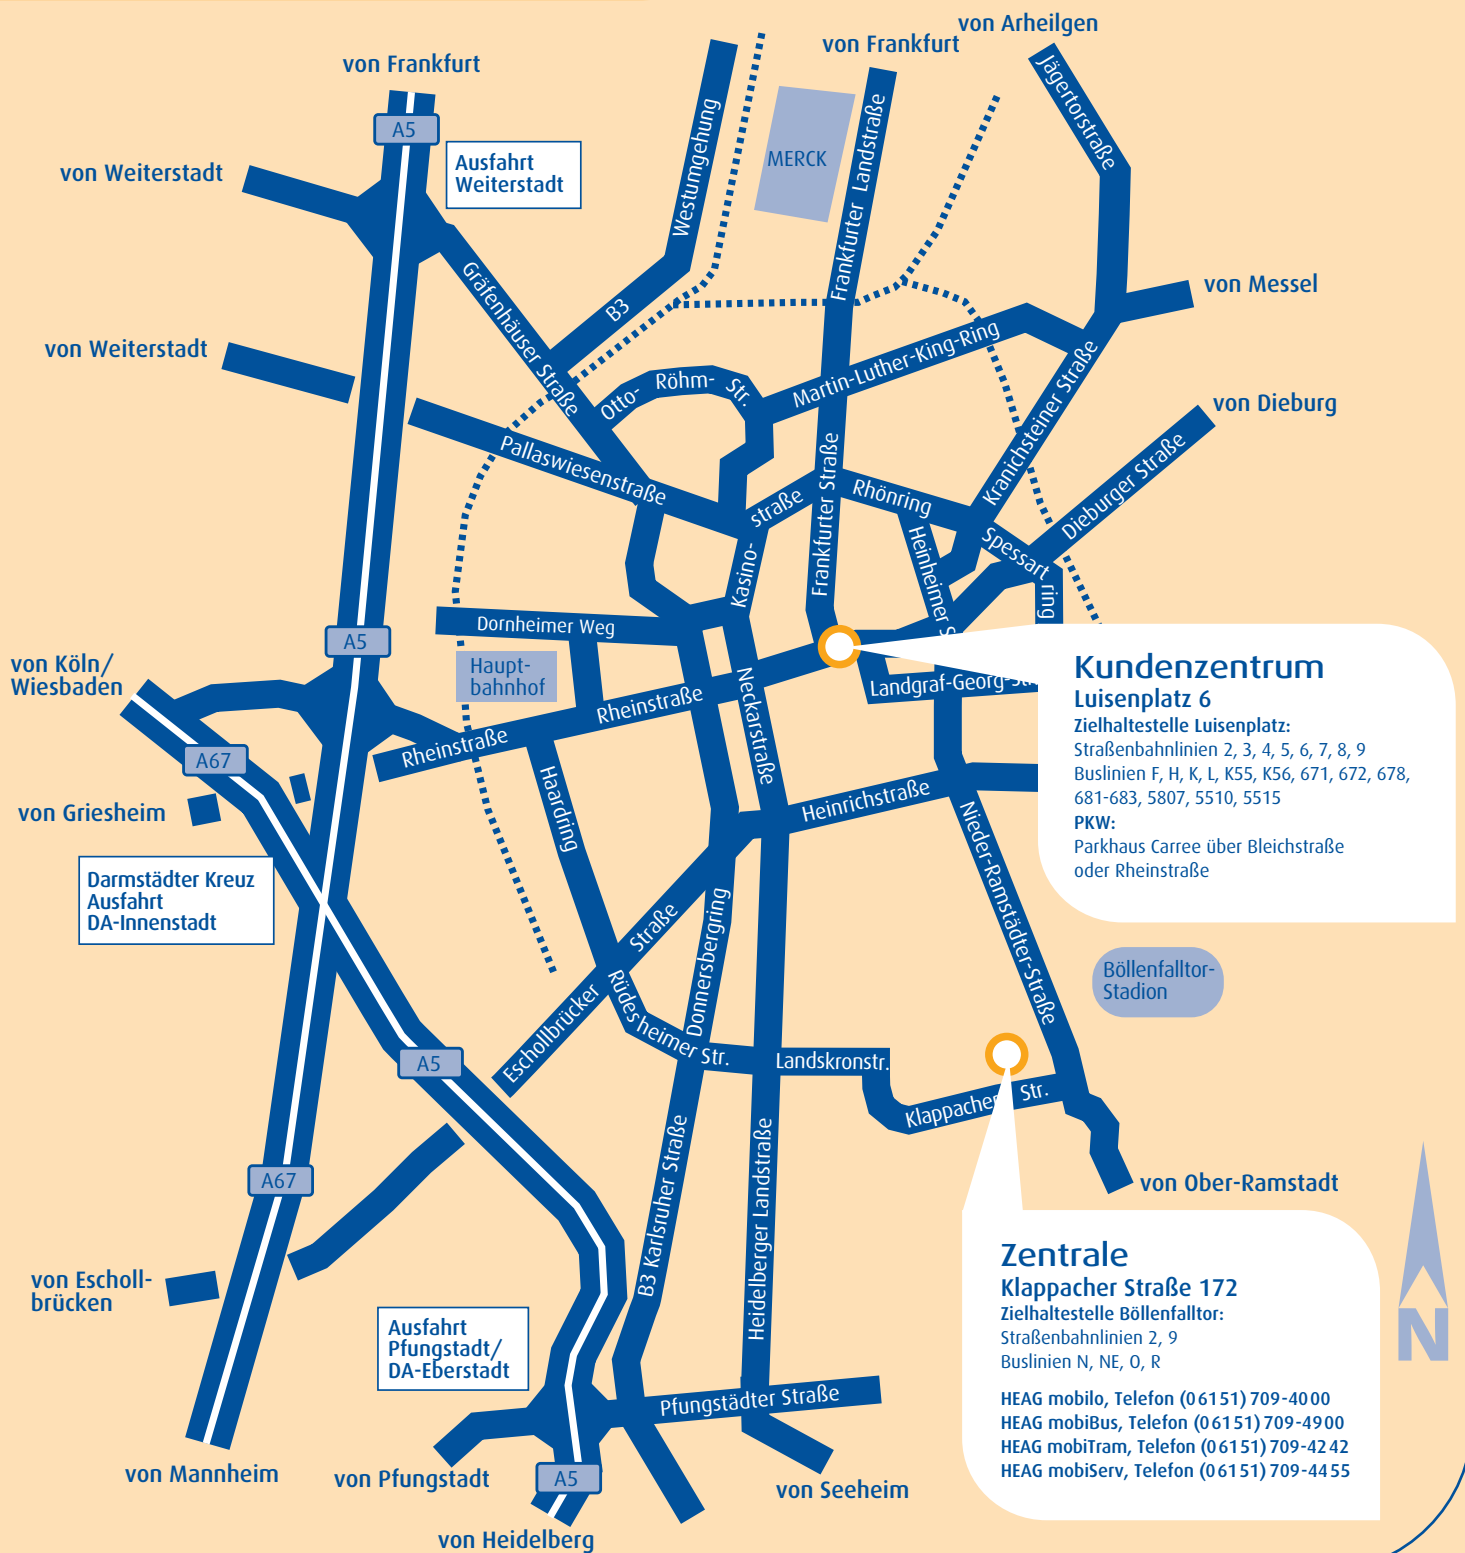 von Arheilgen
von Frankfurt
von Frankfurt
Jägertorstraße
A5
Westumgehung
Frankfurter Landstraße
MERCK
Ausfahrt
Weiterstadt
von Weiterstadt
Gräfenhäuser Straße
B3
von Messel
von Weiterstadt
Martin-Luther-King-Ring
Otto-
Röhm-
Str.
Kranichsteiner Straße
von Dieburg
Pallaswiesenstraße
Frankfurter Straße
Rhönring
Dieburger Straße
Kasino-
straße
Heinheimer S
Spessart
ring
Dornheimer Weg
A5
Haupt-
bahnhof
von Köln/
Wiesbaden
Rheinstraße
Rheinstraße
Neckarstraße
Landgraf-Georg-Str
A67
Haardring
Heinrichstraße
von Griesheim
Nieder-Ramstädter-Straße
Kundenzentrum
Luisenplatz 6
Zielhaltestelle Luisenplatz:
Straßenbahnlinien 2, 3, 4, 5, 6, 7, 8, 9
Buslinien F, H, K, L, K55, K56, 671, 672, 678,
681-683, 5807, 5510, 5515
PKW:
Parkhaus Carree über Bleichstraße
oder Rheinstraße
Darmstädter Kreuz
Ausfahrt
DA-Innenstadt
Eschollbrücker Straße
Donnersbergring
Rüdesheimer Str.
Böllenfalltor-
Stadion
A5
Landskronstr.
Klappacher Str.
A67
B3 Karlsruher Straße
Heidelberger Landstraße
von Ober-Ramstadt
von Escholl-
brücken
Ausfahrt
Pfungstadt/
DA-Eberstadt
Pfungstädter Straße
Zentrale
Klappacher Straße 172
Zielhaltestelle Böllenfalltor:
Straßenbahnlinien 2, 9
Buslinien N, NE, O, R
HEAG mobilo, Telefon (06151) 709-4000
HEAG mobiBus, Telefon (06151) 709-4900
HEAG mobiTram, Telefon (06151) 709-4242
HEAG mobiServ, Telefon (06151) 709-4455
N
von Mannheim
von Pfungstadt
A5
von Seeheim
von Heidelberg